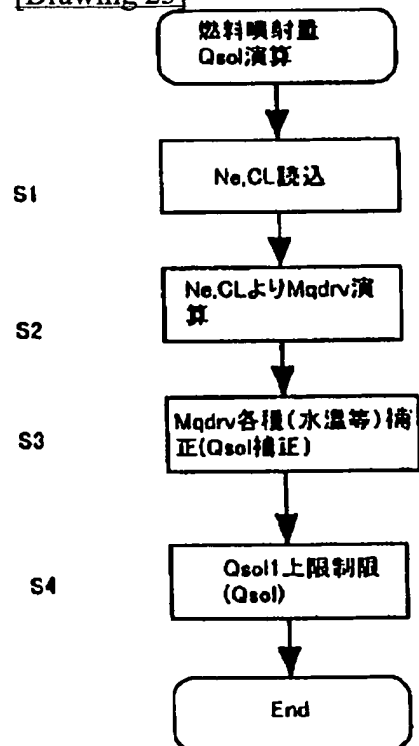 [Drawing 25]
燃料噴射量
Qsol演算
S1
Ne,CL読込
S2
Ne,CLよりMqdrv演
算
S3
Mqdrv各種(水温等)補
正(Qsol補正)
S4
Qsol1上限制限
(Qsol)
End